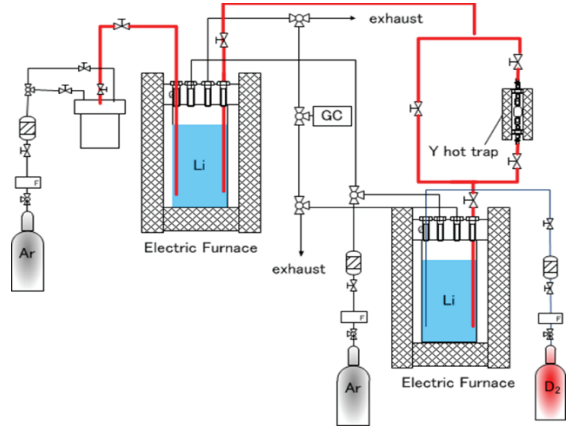 exhaust
GC
Y hot trap
Li
F
Electric Furnace
Ar
exhaust
Li
F
F
Ar
Electric Furnace
D2